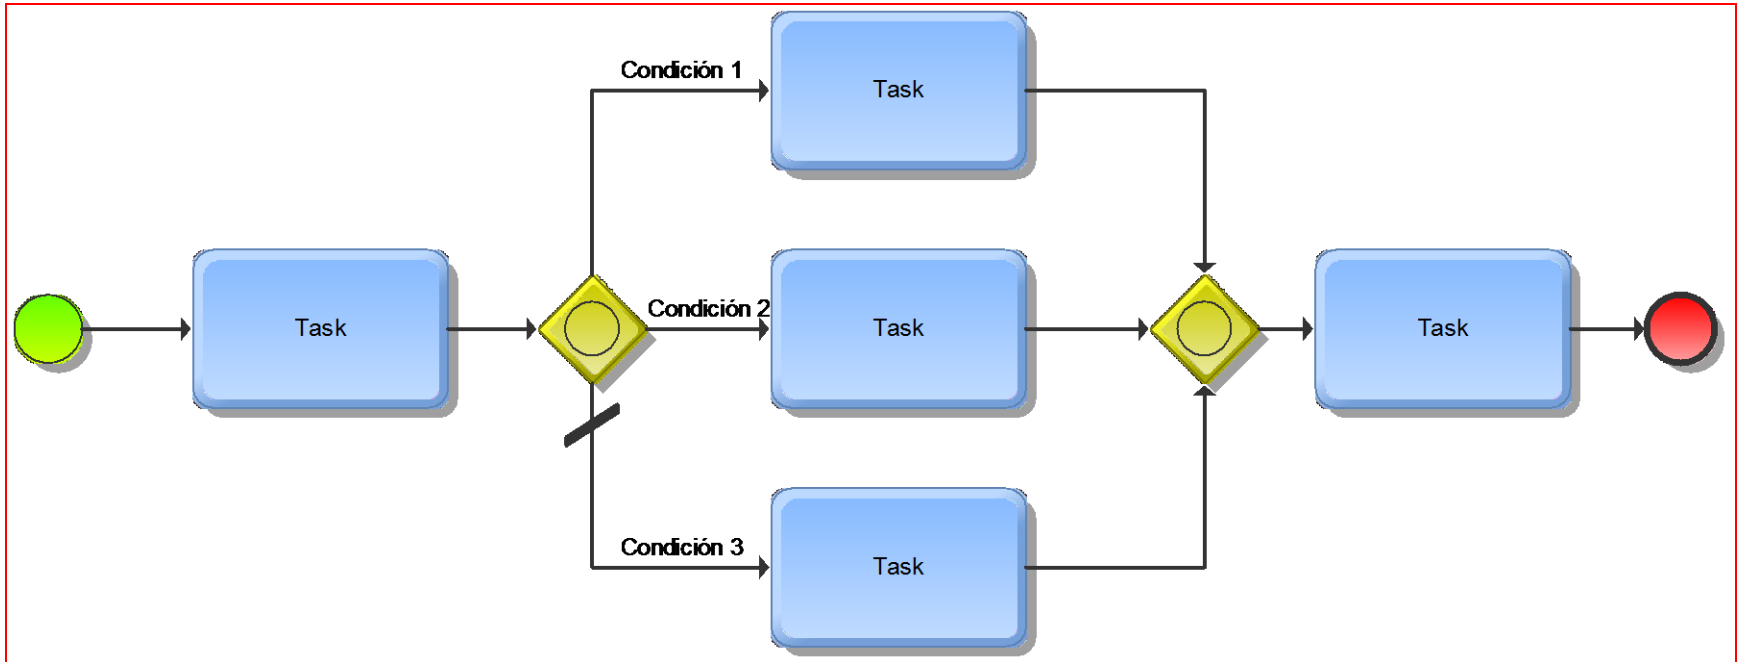 Condición 1
Task
Task
Condición 2
Task
Task
Condición 3
Task